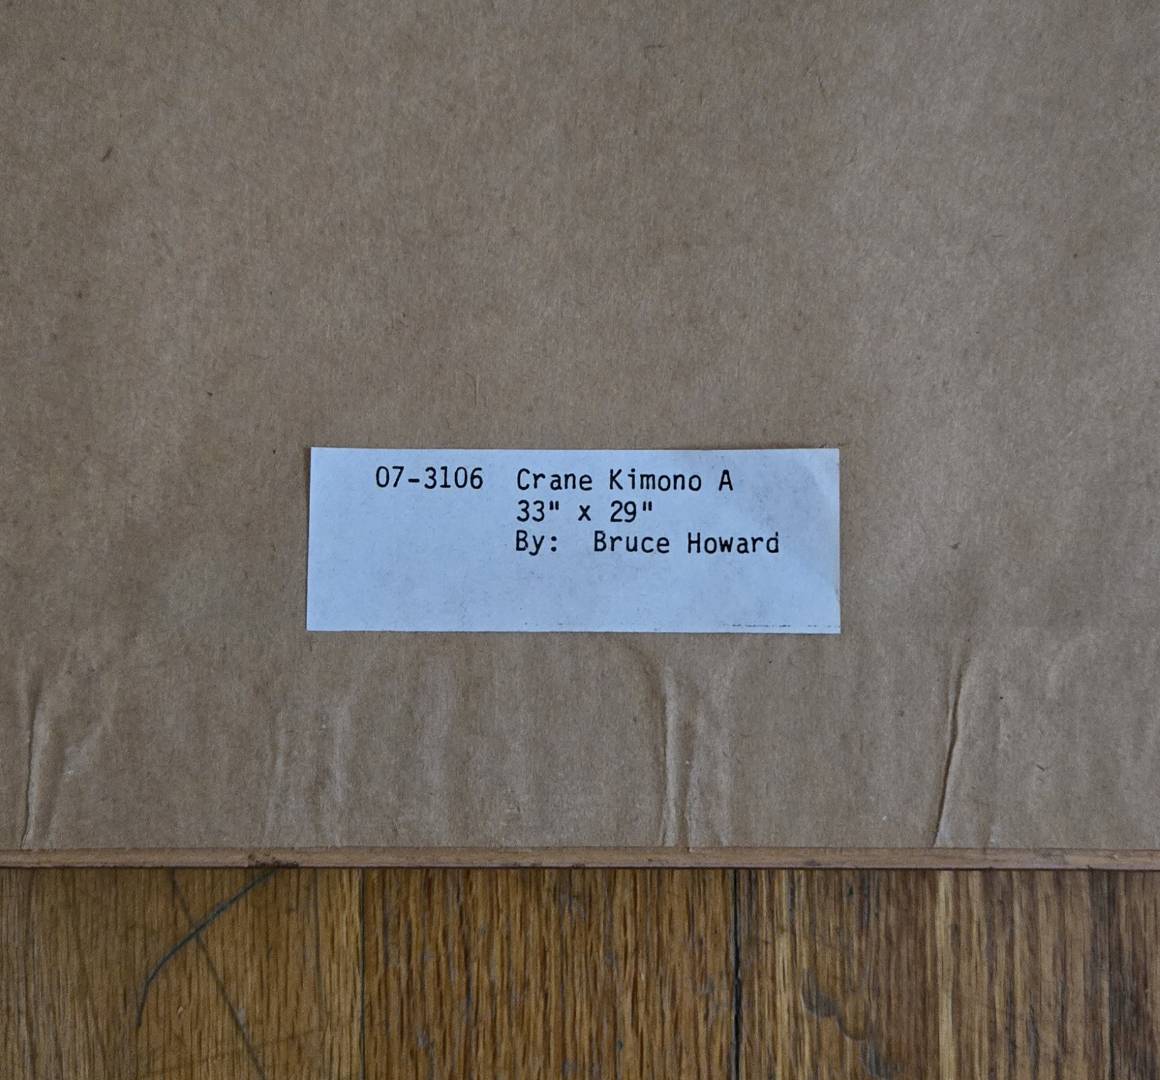 07-3106 Crane Kimono A
33" x 29"
By: Bruce Howard